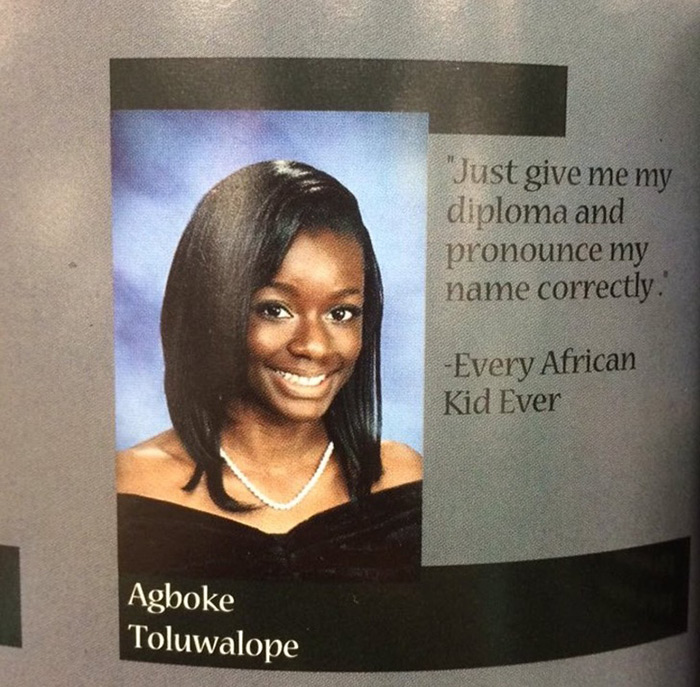 "Just give me my
diploma and
pronounce my
name correctly."
-Every African
Kid Ever
Agboke
Toluwalope